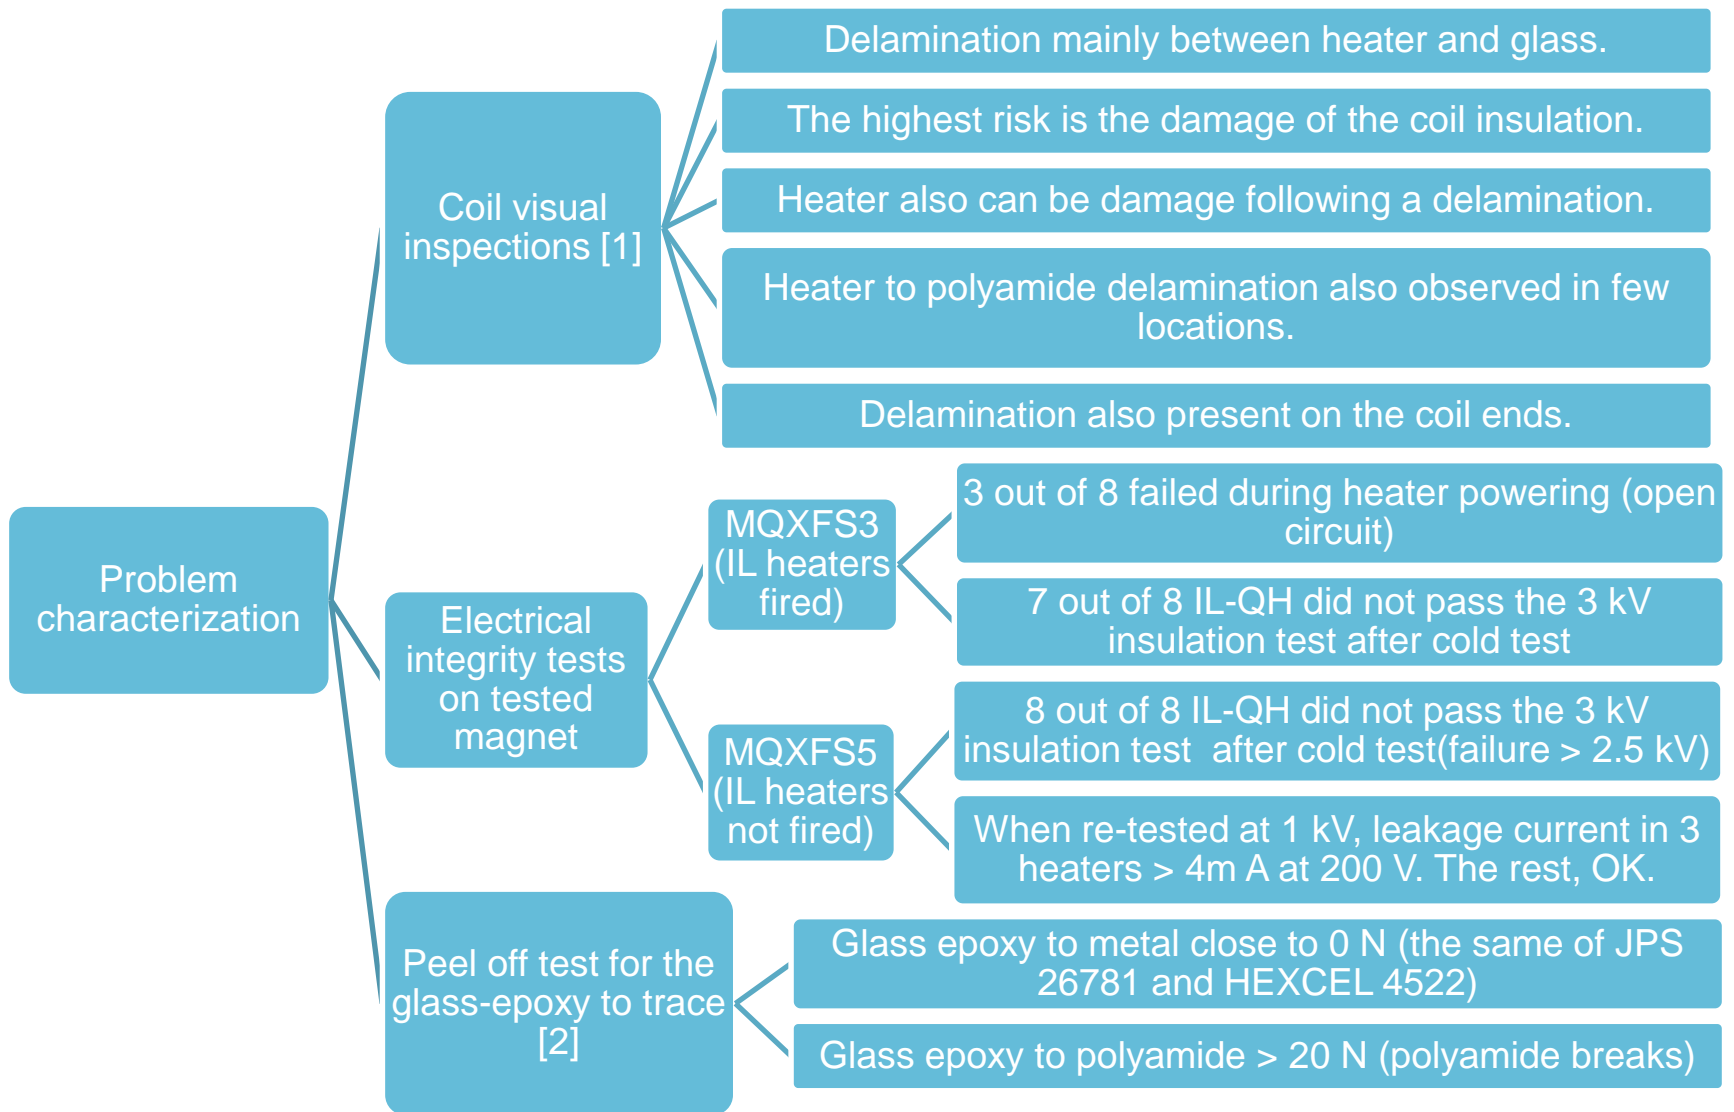 Problem
characterization
Coil visual
inspections [1]
Delamination mainly between heater and glass.
The highest risk is the damage of the coil insulation.
Heater also can be damage following a delamination.
Heater to polyamide delamination also observed in few
locations.
Delamination also present on the coil ends.
Electrical
integrity tests
on tested
magnet
MQXFS3
(IL heaters
fired)
3 out of 8 failed during heater powering (open
circuit)
7 out of 8 IL-QH did not pass the 3 kV
insulation test after cold test
MQXFS5
(IL heaters
not fired)
8 out of 8 IL-QH did not pass the 3 kV
insulation test  after cold test(failure > 2.5 kV)
When re-tested at 1 kV, leakage current in 3
heaters > 4m A at 200 V. The rest, OK.
Peel off test for the
glass-epoxy to trace
[2]
Glass epoxy to metal close to 0 N (the same of JPS
26781 and HEXCEL 4522)
Glass epoxy to polyamide > 20 N (polyamide breaks)